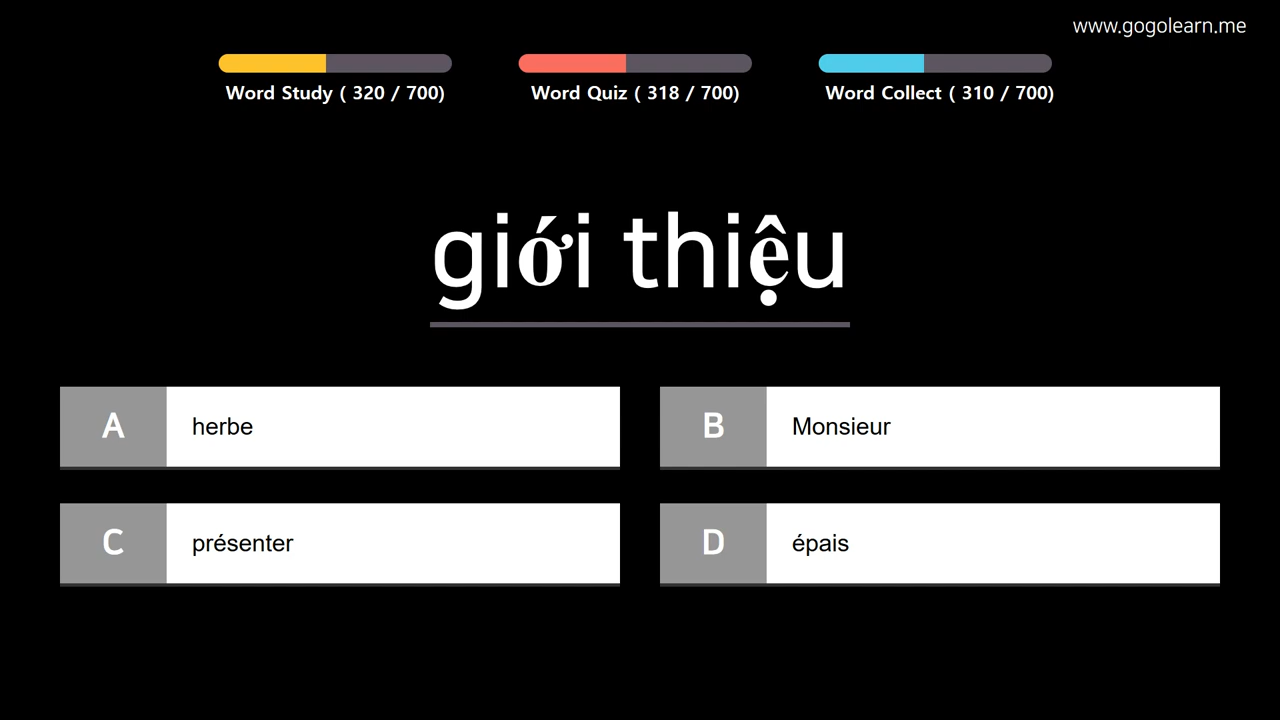 www.gogolearn.me
Word Study ( 320 / 700)
Word Quiz ( 318 / 700)
Word Collect ( 310 / 700)
giới thiệu
A herbe
B Monsieur
C présenter
D épais